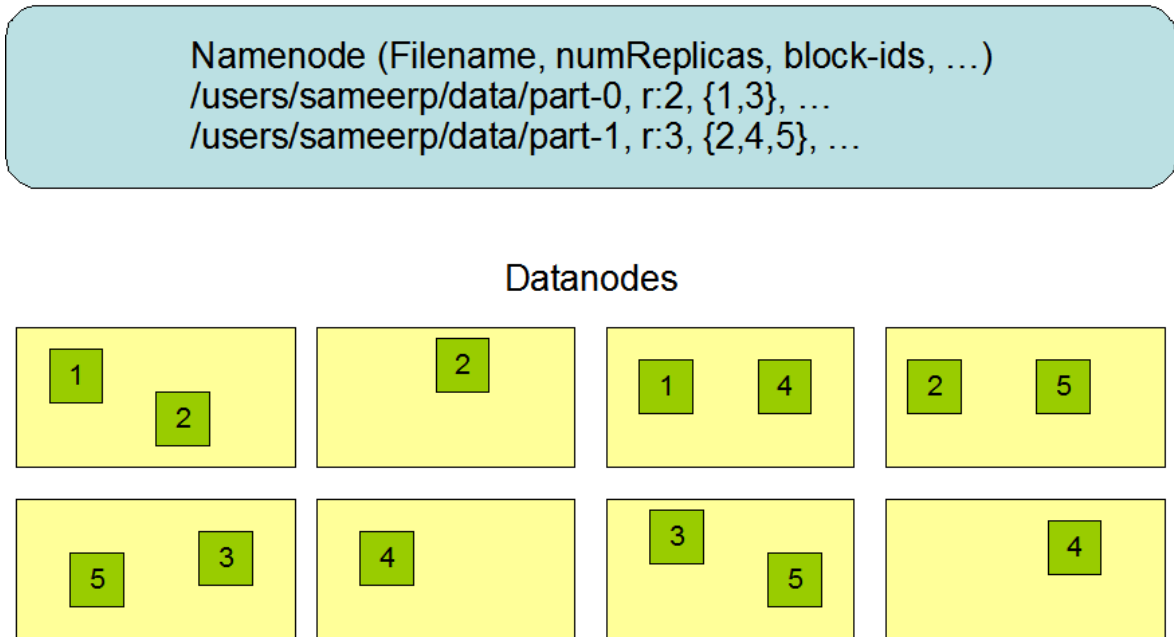 Namenode (Filename, numReplicas, block-ids, …)
/users/sameerp/data/part-0, r:2, {1,3}, …
/users/sameerp/data/part-1, r:3, {2,4,5}, …
Datanodes
1
2
2
1 4
2 5
5 3
4
3
5
4